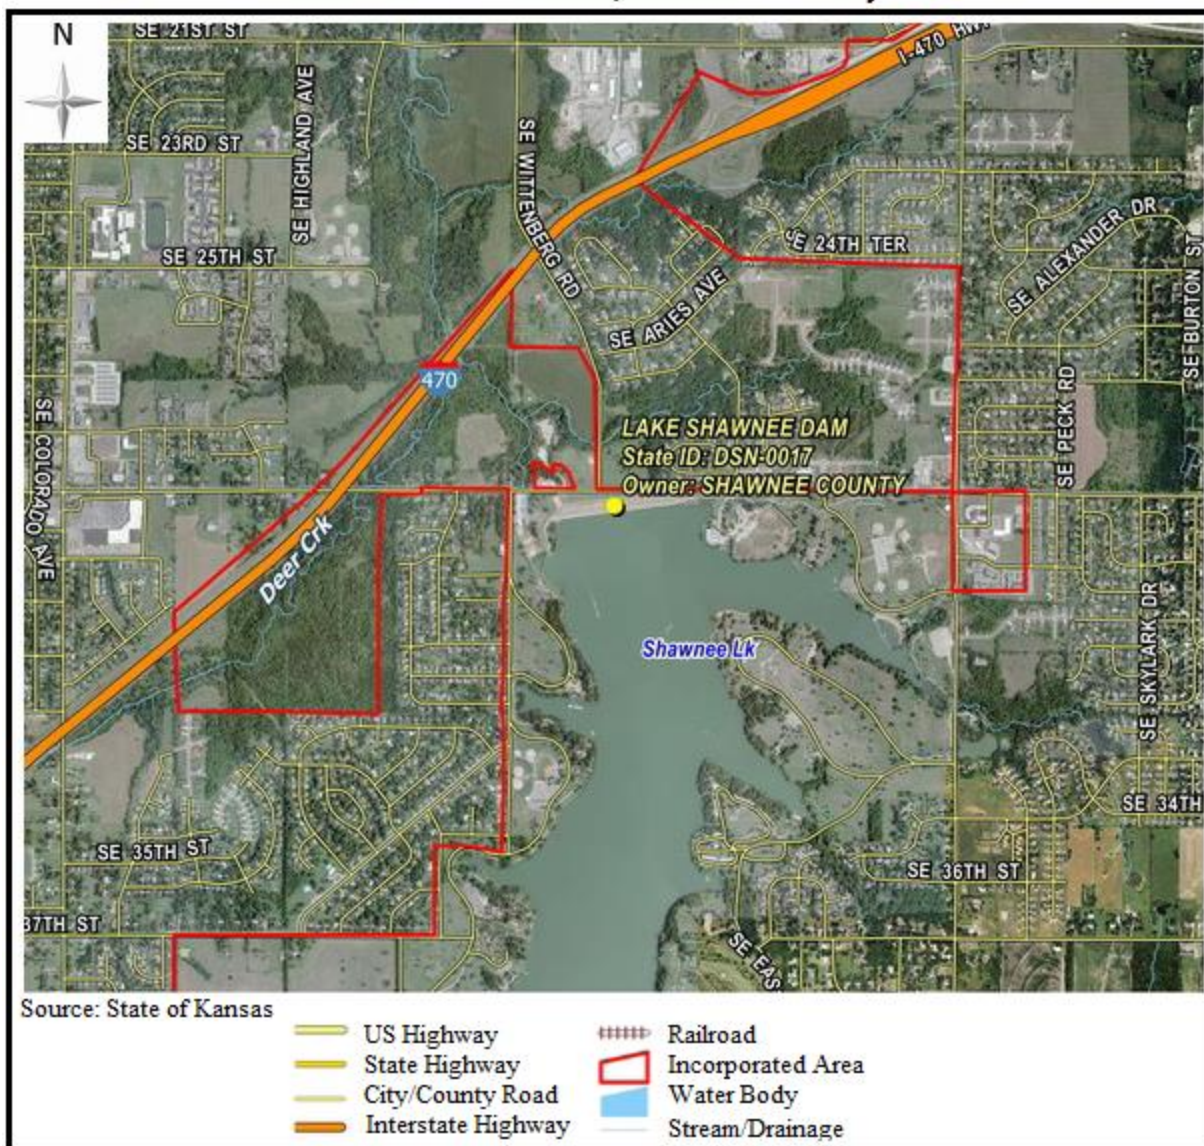 N
SE 21ST ST
I-470 HWY
SE 23RD ST
SE HIGHLAND AVE
SE WITTENBERG RD
SE 25TH ST
SE 24TH TER
SE ALEXANDER DR
SE BURTON ST
SE ARIES AVE
470
SE COLORADO AVE
SE PECK RD
LAKE SHAWNEE DAM
State ID: DSN-0017
Owner: SHAWNEE COUNTY
Deer Crk
Shawnee Lk
SE SKYLARK DR
SE 34TH
SE 35TH ST
SE 36TH ST
37TH ST
SE EAS
Source: State of Kansas
US Highway
State Highway
City/County Road
Interstate Highway
Railroad
Incorporated Area
Water Body
Stream/Drainage